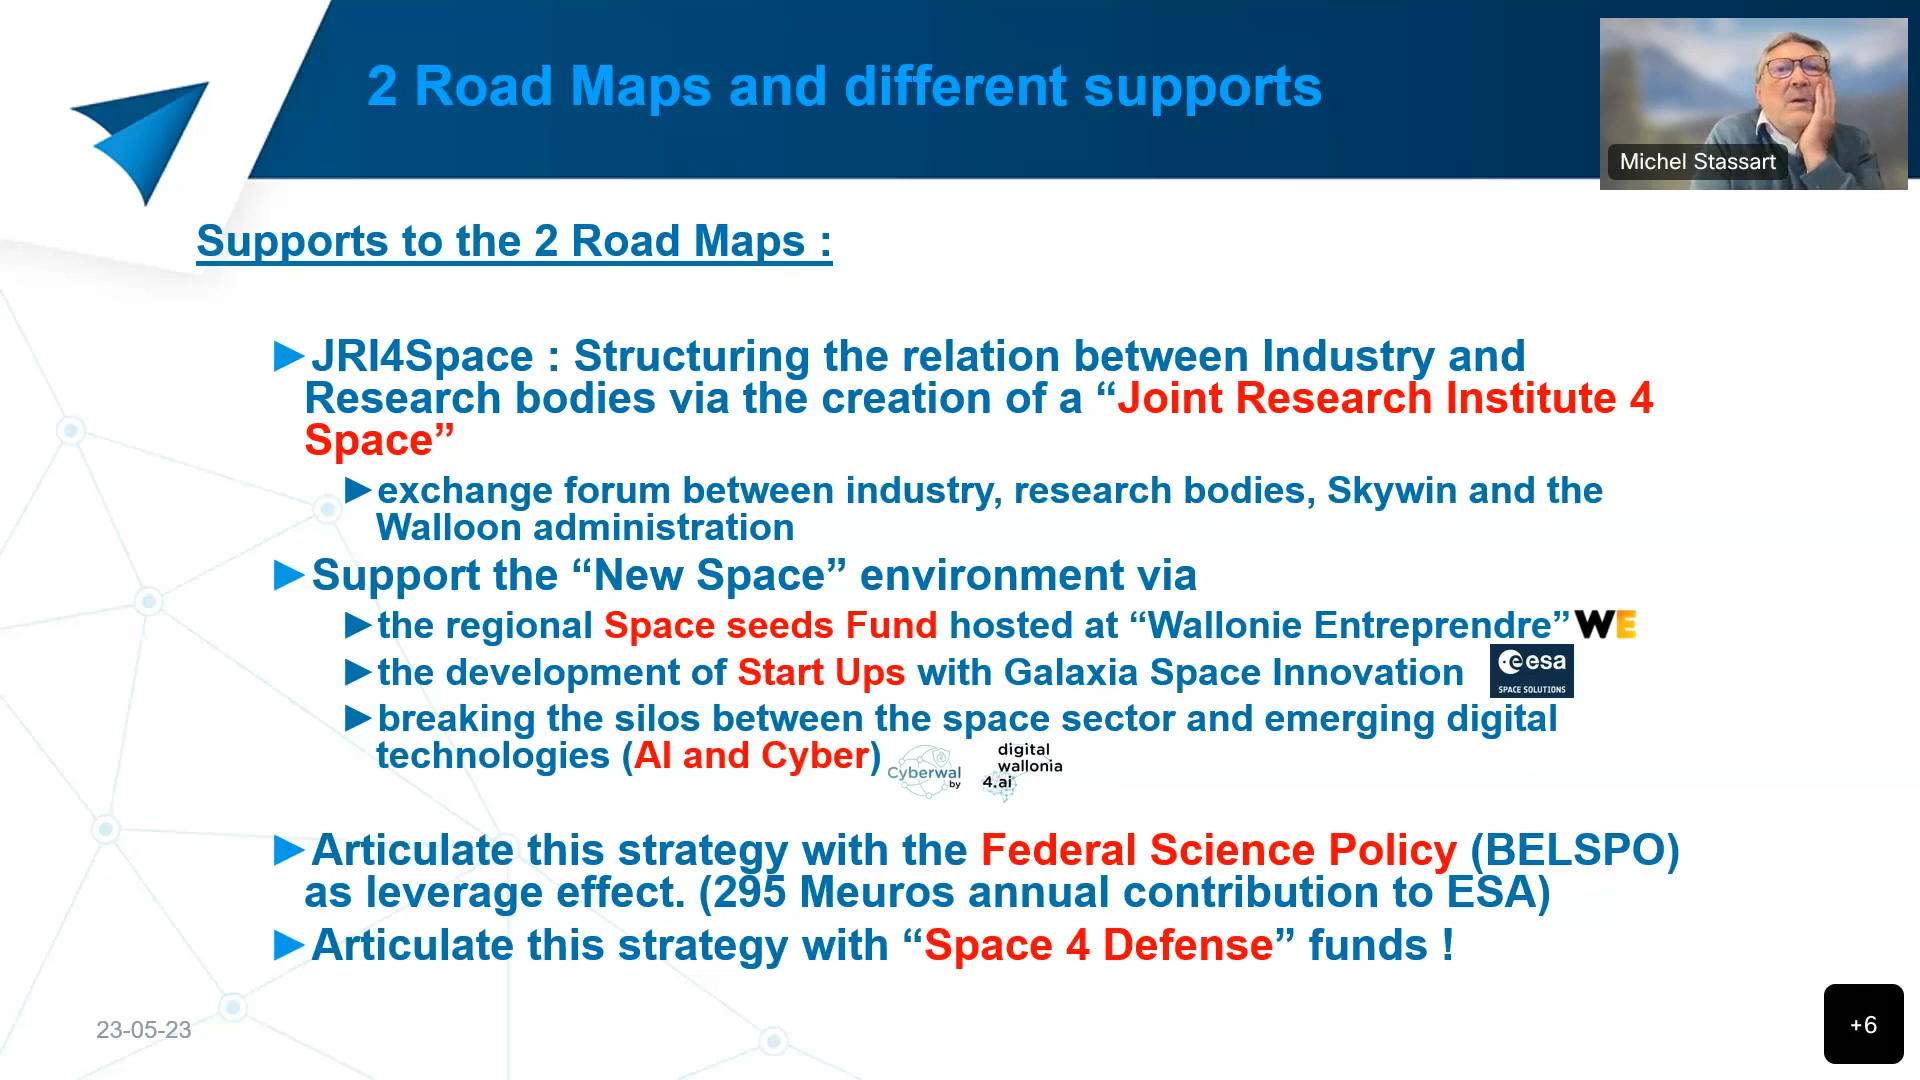 2 Road Maps and different supports
Michel Stassart
Supports to the 2 Road Maps :
►JRI4Space : Structuring the relation between Industry and
Research bodies via the creation of a “Joint Research Institute 4
Space”
►exchange forum between industry, research bodies, Skywin and the
Walloon administration
►Support the “New Space” environment via
►the regional Space seeds Fund hosted at “Wallonie Entreprendre” WE
►the development of Start Ups with Galaxia Space Innovation
esa
SPACE SOLUTIONS
►breaking the silos between the space sector and emerging digital
technologies (AI and Cyber)
Cyberwal
by
digital
wallonia
4.ai
►Articulate this strategy with the Federal Science Policy (BELSPO)
as leverage effect. (295 Meuros annual contribution to ESA)
►Articulate this strategy with “Space 4 Defense” funds !
23-05-23
+6